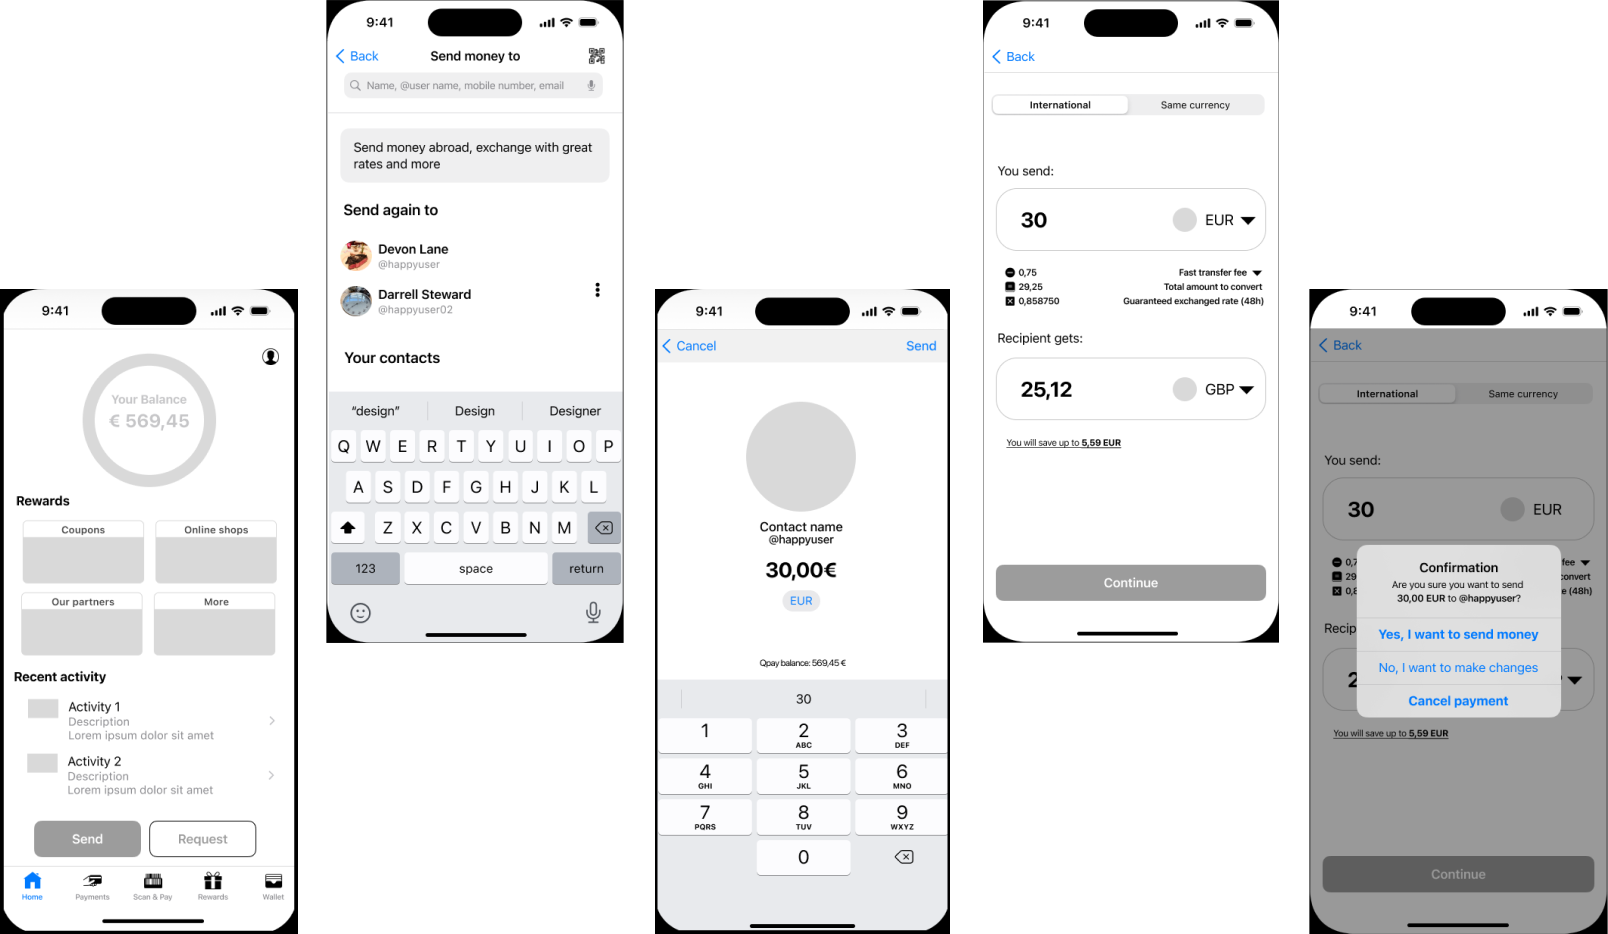 9:41
Your Balance
€ 569,45
Rewards
Coupons
Online shops
Our partners
More
Recent activity
Activity 1
Description
Lorem ipsum dolor sit amet
Activity 2
Description
Lorem ipsum dolor sit amet
Send
Request
Home
Payments
Scan & Pay
Rewards
Wallet
9:41
Back
Send money to
Name, @user name, mobile number, email
Send money abroad, exchange with great
rates and more
Send again to
Devon Lane
@happyuser
Darrell Steward
@happyuser02
Your contacts
“design”
Design
Designer
Q W E R T Y U I O P
A S D F G H J K L
Z X C V B N M
123
space
return
9:41
Cancel
Send
Contact name
@happyuser
30,00€
EUR
Qpay balance: 569,45 €
30
1
2
ABC
3
DEF
4
GHI
5
JKL
6
MNO
7
PQRS
8
TUV
9
WXYZ
0
9:41
Back
International
Same currency
You send:
30
EUR
0,75
Fast transfer fee
29,25
Total amount to convert
0,858750
Guaranteed exchanged rate (48h)
Recipient gets:
25,12
GBP
You will save up to 5,59 EUR
Continue
9:41
Back
International
Same currency
You send:
30
EUR
0,7
fee
29
convert
0,8
e (48h)
Recip
2
Confirmation
Are you sure you want to send
30,00 EUR to @happyuser?
Yes, I want to send money
No, I want to make changes
Cancel payment
You will save up to 5,59 EUR
Continue